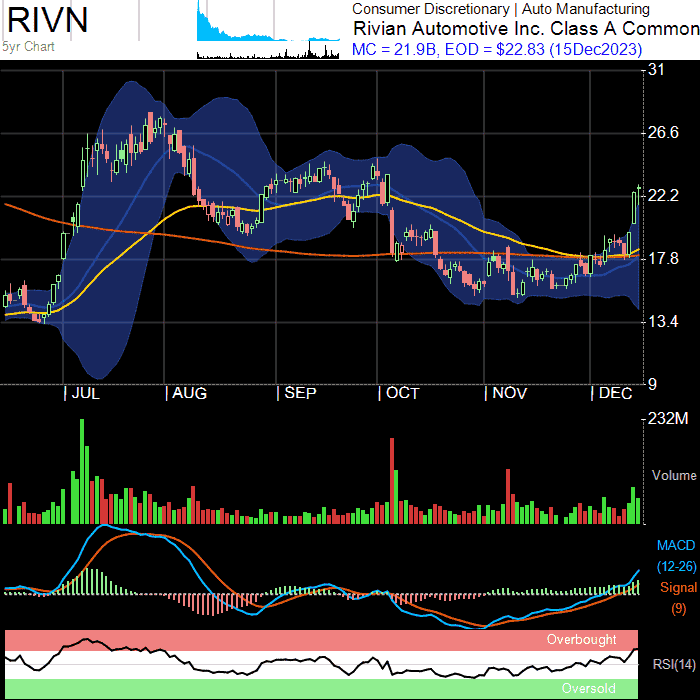 RIVN
5yr Chart
Consumer Discretionary | Auto Manufacturing
Rivian Automotive Inc. Class A Common
MC = 21.9B, EOD = $22.83 (15Dec2023)
31
26.6
22.2
17.8
13.4
9
JUL AUG SEP OCT NOV DEC
232M
Volume
MACD
(12-26)
Signal
(9)
Overbought
RSI(14)
Oversold